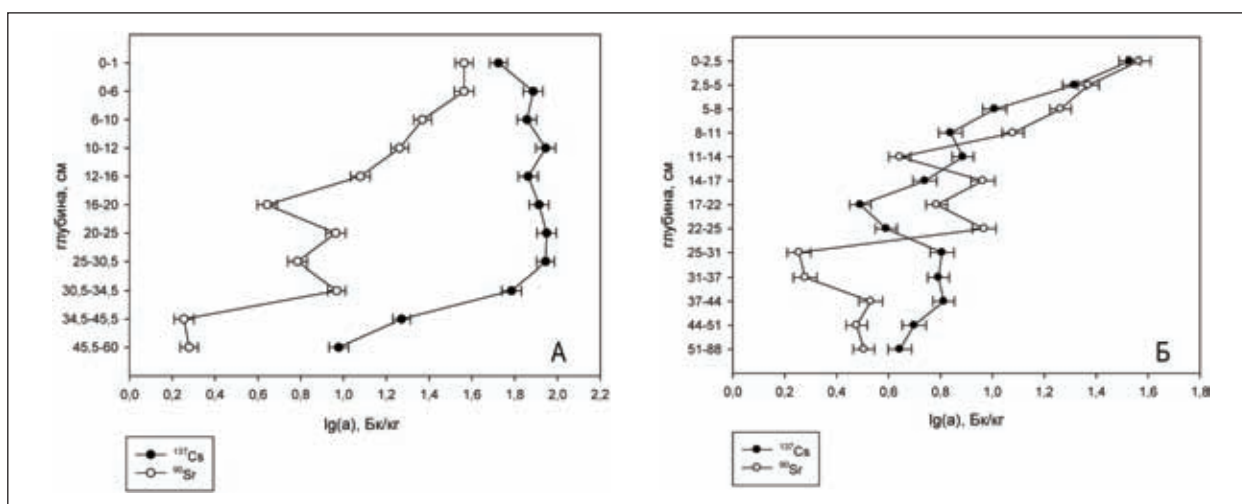 0-1
0-6
6-10
10-12
12-16
16-20
20-25
25-30,5
30,5-34,5
34,5-45,5
45,5-60
глубина, см
А
0,0 0,2 0,4 0,6 0,8 1,0 1,2 1,4 1,6 1,8 2,0 2,2
lg(a), Бк/кг
¹³⁷Cs
⁹⁰Sr
0-2,5
2,5-5
5-8
8-11
11-14
14-17
17-22
22-25
25-31
31-37
37-44
44-51
51-88
глубина, см
Б
0,0 0,2 0,4 0,6 0,8 1,0 1,2 1,4 1,6 1,8
lg(a), Бк/кг
¹³⁷Cs
⁹⁰Sr